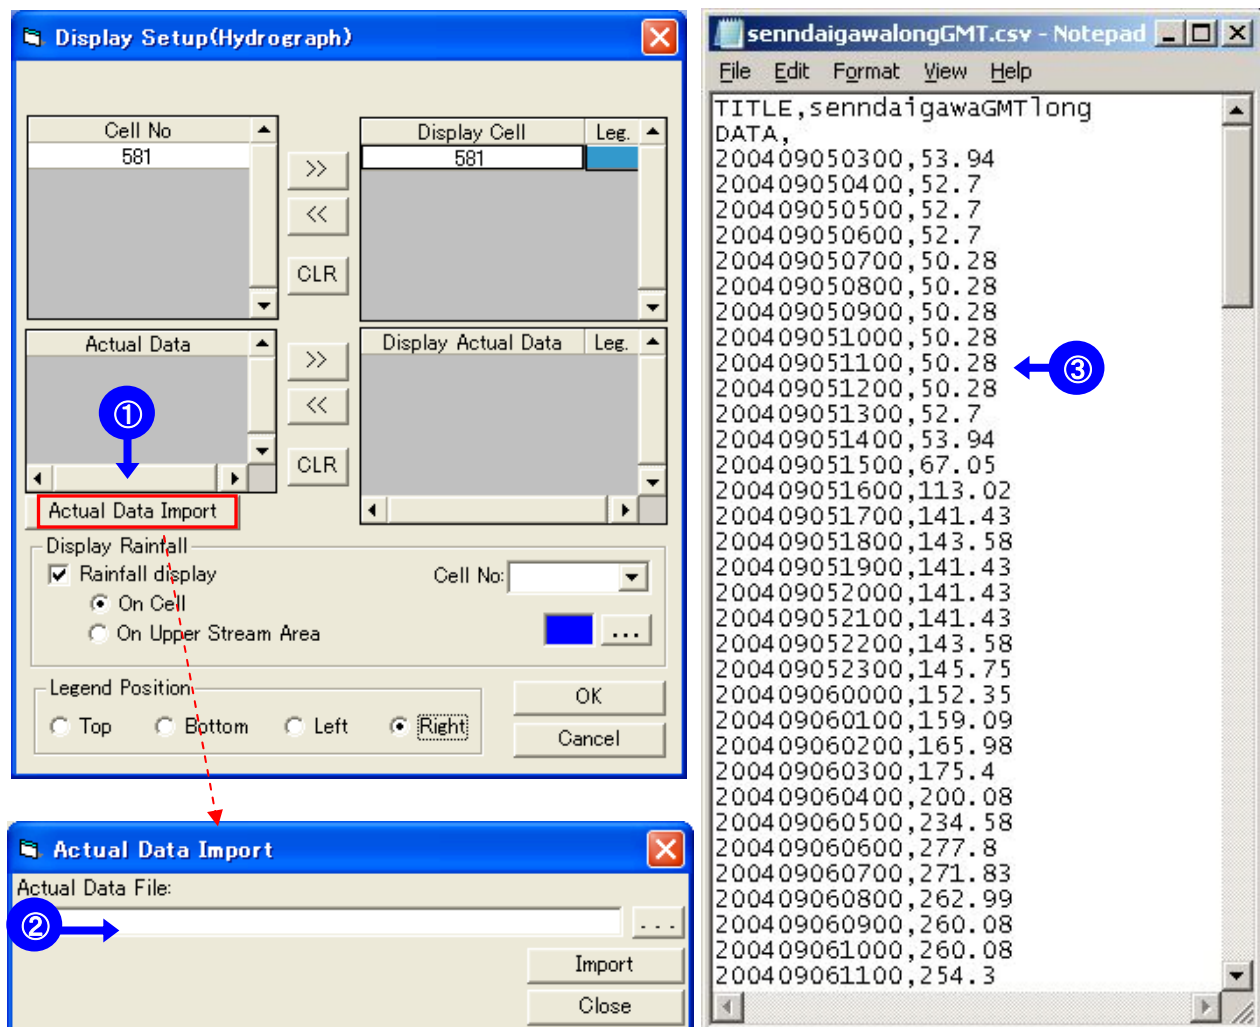 Display Setup(Hydrograph)
Cell No
581
>>
<<
CLR
Display Cell Leg.
581
Actual Data
①
>>
<<
CLR
Display Actual Data Leg.
Actual Data Import
Display Rainfall
Rainfall display
Cell No:
On Cell
On Upper Stream Area
...
Legend Position
Top Bottom Left Right
OK
Cancel
Actual Data Import
Actual Data File:
②
...
Import
Close
senndaigawalongGMT.csv - Notepad
File Edit Format View Help
TITLE,senndaigawaGMTlong
DATA,
200409050300,53.94
200409050400,52.7
200409050500,52.7
200409050600,52.7
200409050700,50.28
200409050800,50.28
200409050900,50.28
200409051000,50.28
200409051100,50.28
③
200409051200,50.28
200409051300,52.7
200409051400,53.94
200409051500,67.05
200409051600,113.02
200409051700,141.43
200409051800,143.58
200409051900,141.43
200409052000,141.43
200409052100,141.43
200409052200,143.58
200409052300,145.75
200409060000,152.35
200409060100,159.09
200409060200,165.98
200409060300,175.4
200409060400,200.08
200409060500,234.58
200409060600,277.8
200409060700,271.83
200409060800,262.99
200409060900,260.08
200409061000,260.08
200409061100,254.3